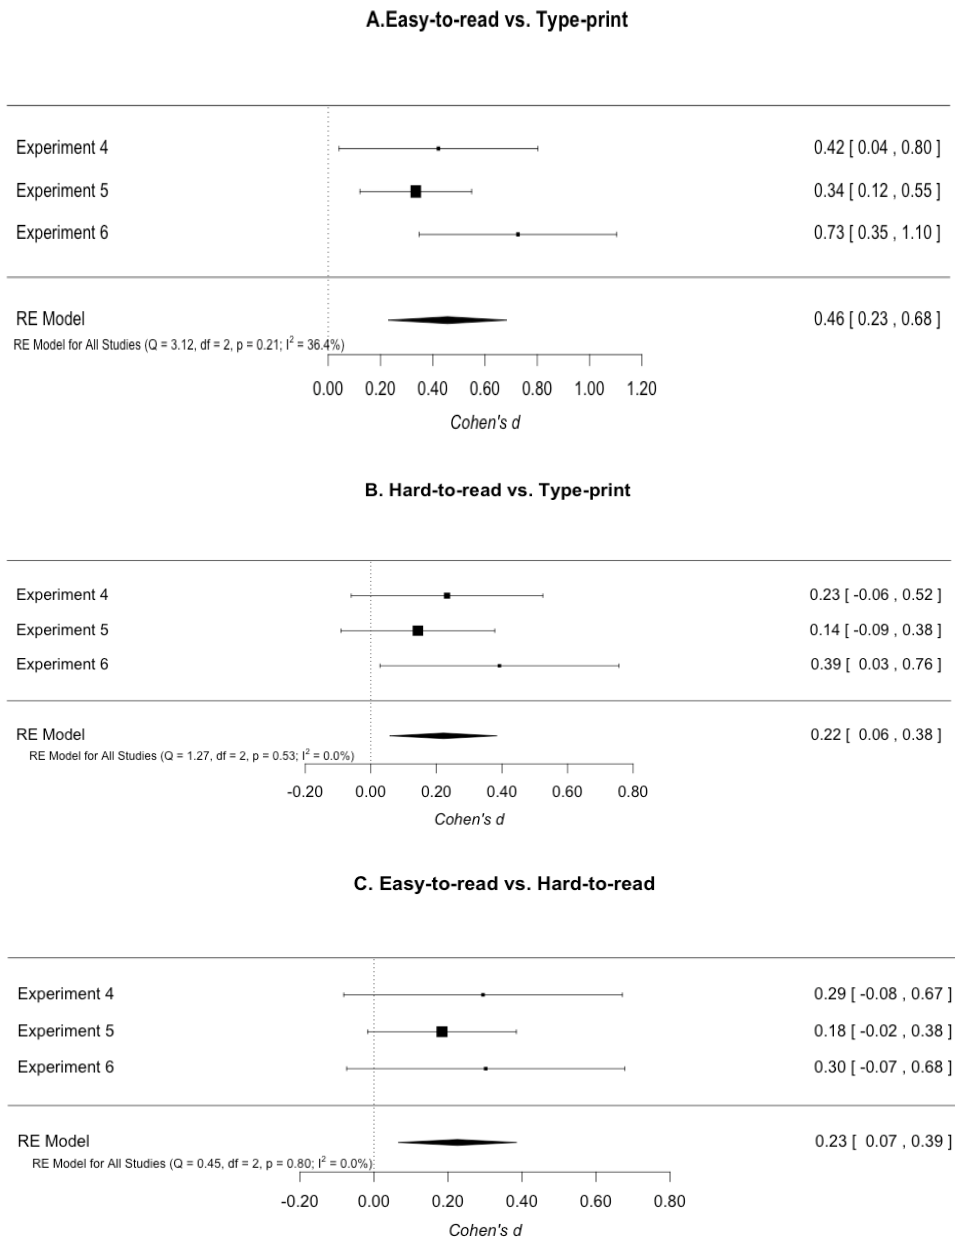 A.Easy-to-read vs. Type-print
Experiment 4 0.42 [ 0.04 , 0.80 ]
Experiment 5 0.34 [ 0.12 , 0.55 ]
Experiment 6 0.73 [ 0.35 , 1.10 ]
RE Model 0.46 [ 0.23 , 0.68 ]
RE Model for All Studies (Q = 3.12, df = 2, p = 0.21; I² = 36.4%)
0.00 0.20 0.40 0.60 0.80 1.00 1.20
Cohen's d
B. Hard-to-read vs. Type-print
Experiment 4 0.23 [ -0.06 , 0.52 ]
Experiment 5 0.14 [ -0.09 , 0.38 ]
Experiment 6 0.39 [ 0.03 , 0.76 ]
RE Model 0.22 [ 0.06 , 0.38 ]
RE Model for All Studies (Q = 1.27, df = 2, p = 0.53; I² = 0.0%)
-0.20 0.00 0.20 0.40 0.60 0.80
Cohen's d
C. Easy-to-read vs. Hard-to-read
Experiment 4 0.29 [ -0.08 , 0.67 ]
Experiment 5 0.18 [ -0.02 , 0.38 ]
Experiment 6 0.30 [ -0.07 , 0.68 ]
RE Model 0.23 [ 0.07 , 0.39 ]
RE Model for All Studies (Q = 0.45, df = 2, p = 0.80; I² = 0.0%)
-0.20 0.00 0.20 0.40 0.60 0.80
Cohen's d